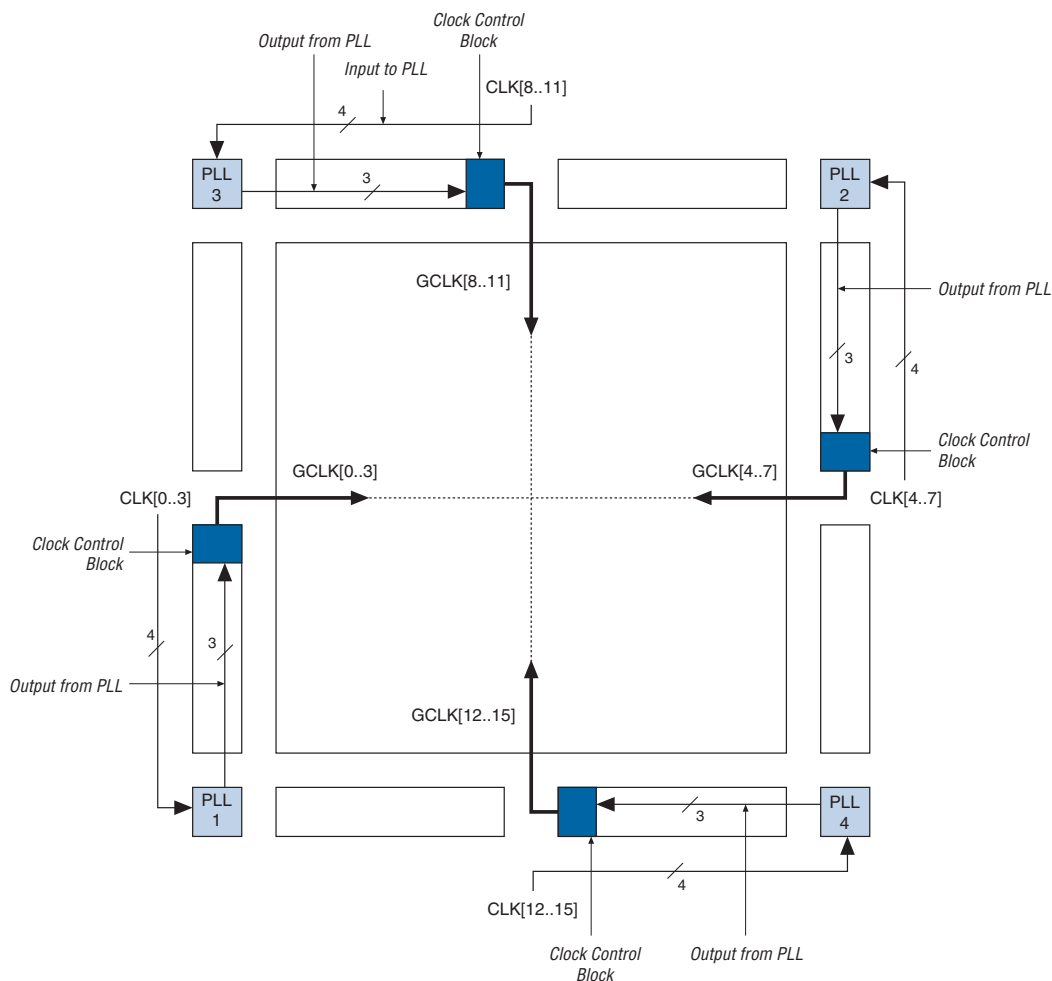 Clock Control
Block
Output from PLL
Input to PLL
CLK[8..11]
4
PLL
3
3
PLL
2
GCLK[8..11]
Output from PLL
3
4
Clock Control
Block
GCLK[0..3]
GCLK[4..7]
CLK[0..3]
CLK[4..7]
Clock Control
Block
4
3
Output from PLL
GCLK[12..15]
PLL
1
3
PLL
4
4
CLK[12..15]
Clock Control
Block
Output from PLL